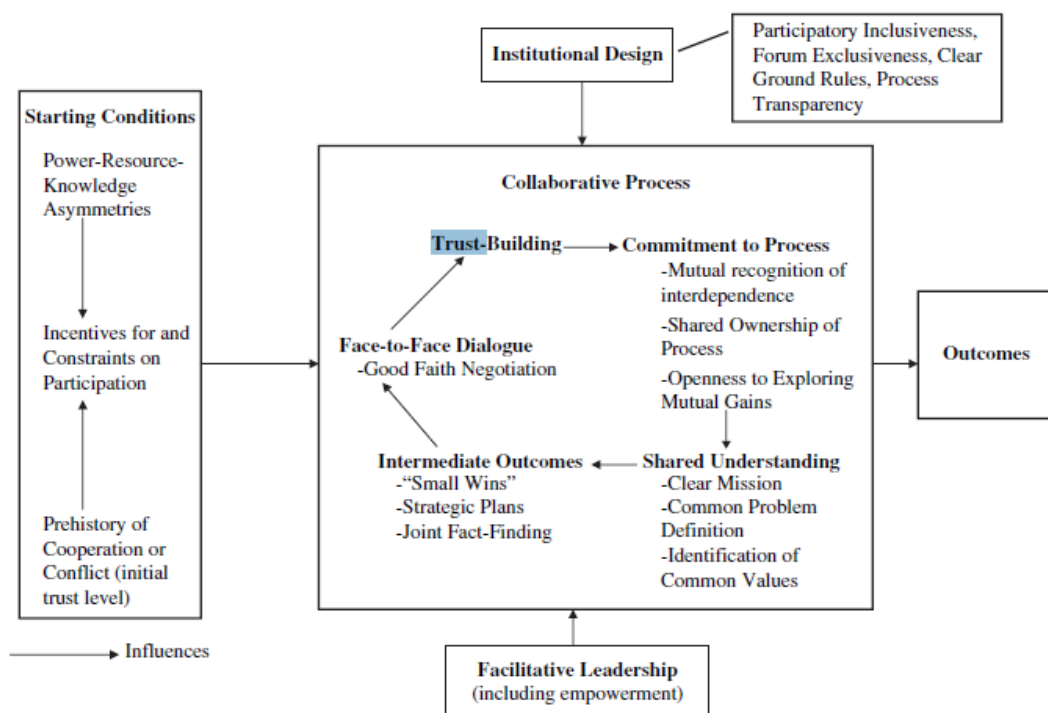 Institutional Design
Participatory Inclusiveness,
Forum Exclusiveness, Clear
Ground Rules, Process
Transparency
Starting Conditions
Power-Resource-
Knowledge
Asymmetries
Incentives for and
Constraints on
Participation
Prehistory of
Cooperation or
Conflict (initial
trust level)
Collaborative Process
Trust-Building
Commitment to Process
-Mutual recognition of
interdependence
-Shared Ownership of
Process
-Openness to Exploring
Mutual Gains
Face-to-Face Dialogue
-Good Faith Negotiation
Intermediate Outcomes
-“Small Wins”
-Strategic Plans
-Joint Fact-Finding
Shared Understanding
-Clear Mission
-Common Problem
Definition
-Identification of
Common Values
Outcomes
Influences
Facilitative Leadership
(including empowerment)